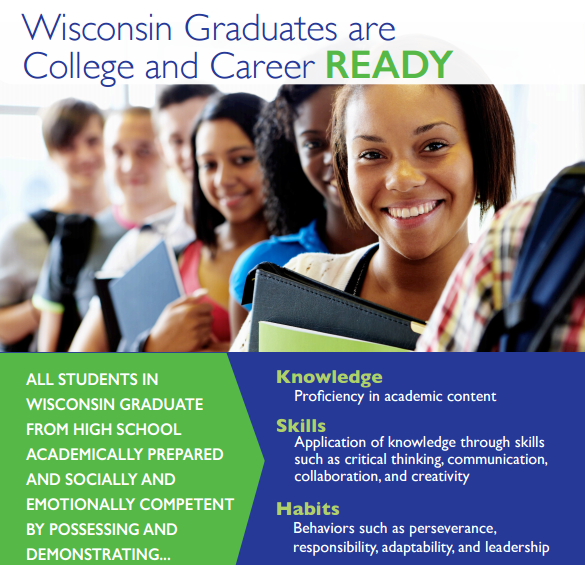 Wisconsin Graduates are
College and Career READY
ALL STUDENTS IN
WISCONSIN GRADUATE
FROM HIGH SCHOOL
ACADEMICALLY PREPARED
AND SOCIALLY AND
EMOTIONALLY COMPETENT
BY POSSESSING AND
DEMONSTRATING...
Knowledge
Proficiency in academic content
Skills
Application of knowledge through skills
such as critical thinking, communication,
collaboration, and creativity
Habits
Behaviors such as perseverance,
responsibility, adaptability, and leadership